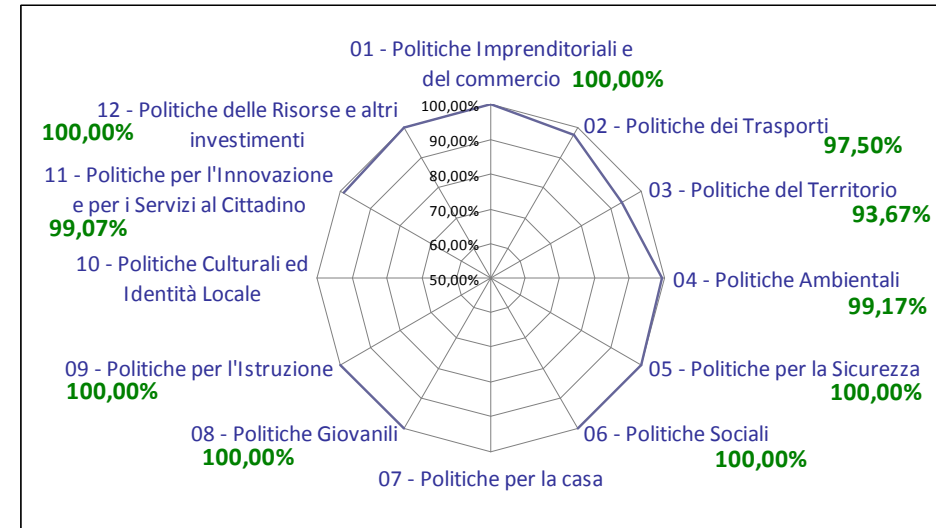 01 - Politiche Imprenditoriali e
del commercio 100,00%
02 - Politiche dei Trasporti
97,50%
03 - Politiche del Territorio
93,67%
04 - Politiche Ambientali
99,17%
05 - Politiche per la Sicurezza
100,00%
06 - Politiche Sociali
100,00%
07 - Politiche per la casa
08 - Politiche Giovanili
100,00%
09 - Politiche per l'Istruzione
100,00%
10 - Politiche Culturali ed
Identità Locale
11 - Politiche per l'Innovazione
e per i Servizi al Cittadino
99,07%
12 - Politiche delle Risorse e altri
investimenti
100,00%
100,00%
90,00%
80,00%
70,00%
60,00%
50,00%